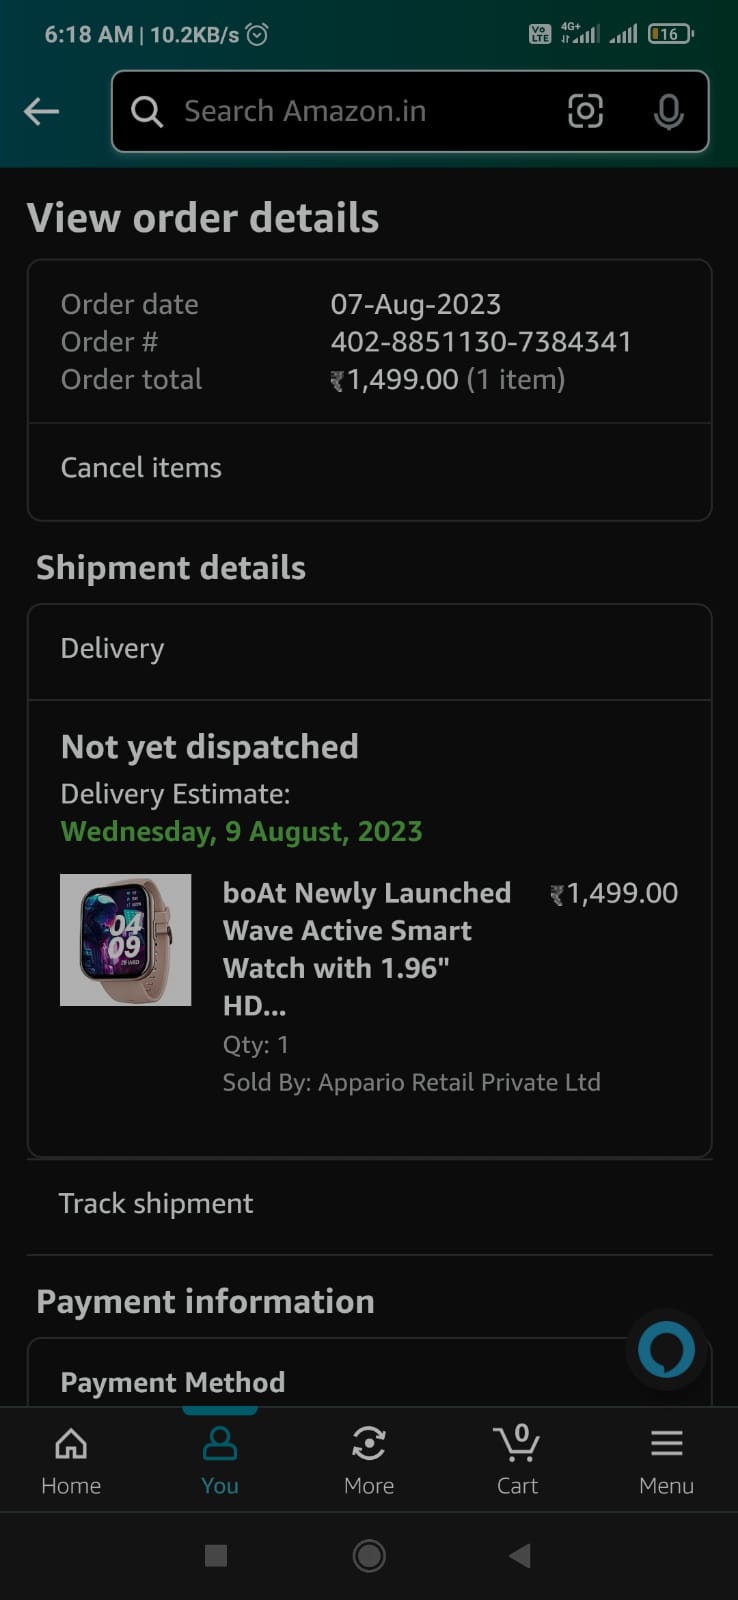 6:18 AM | 10.2KB/s
Vo LTE 4G+ 16
Search Amazon.in
View order details
Order date 07-Aug-2023
Order # 402-8851130-7384341
Order total ₹1,499.00 (1 item)
Cancel items
Shipment details
Delivery
Not yet dispatched
Delivery Estimate:
Wednesday, 9 August, 2023
boAt Newly Launched ₹1,499.00
Wave Active Smart
Watch with 1.96"
HD...
Qty: 1
Sold By: Appario Retail Private Ltd
04
09
Track shipment
Payment information
Payment Method
0
Home You More Cart Menu